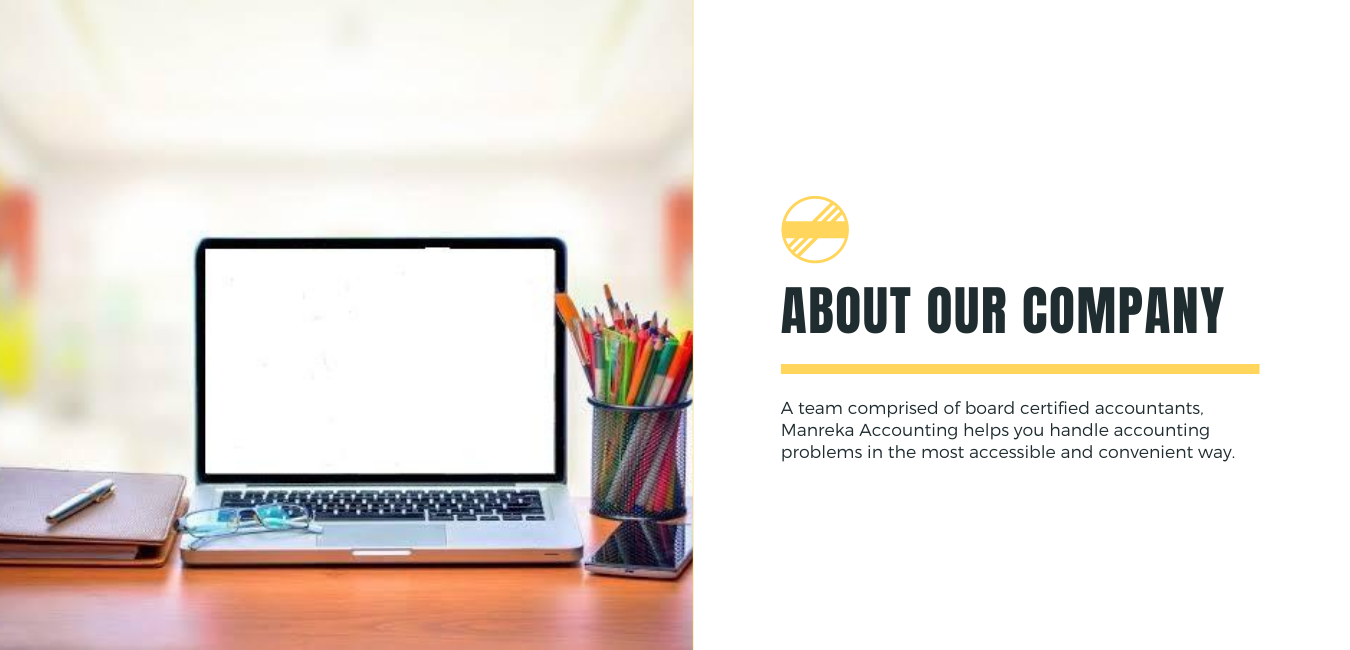 ABOUT OUR COMPANY
A team comprised of board certified accountants,
Manreka Accounting helps you handle accounting
problems in the most accessible and convenient way.